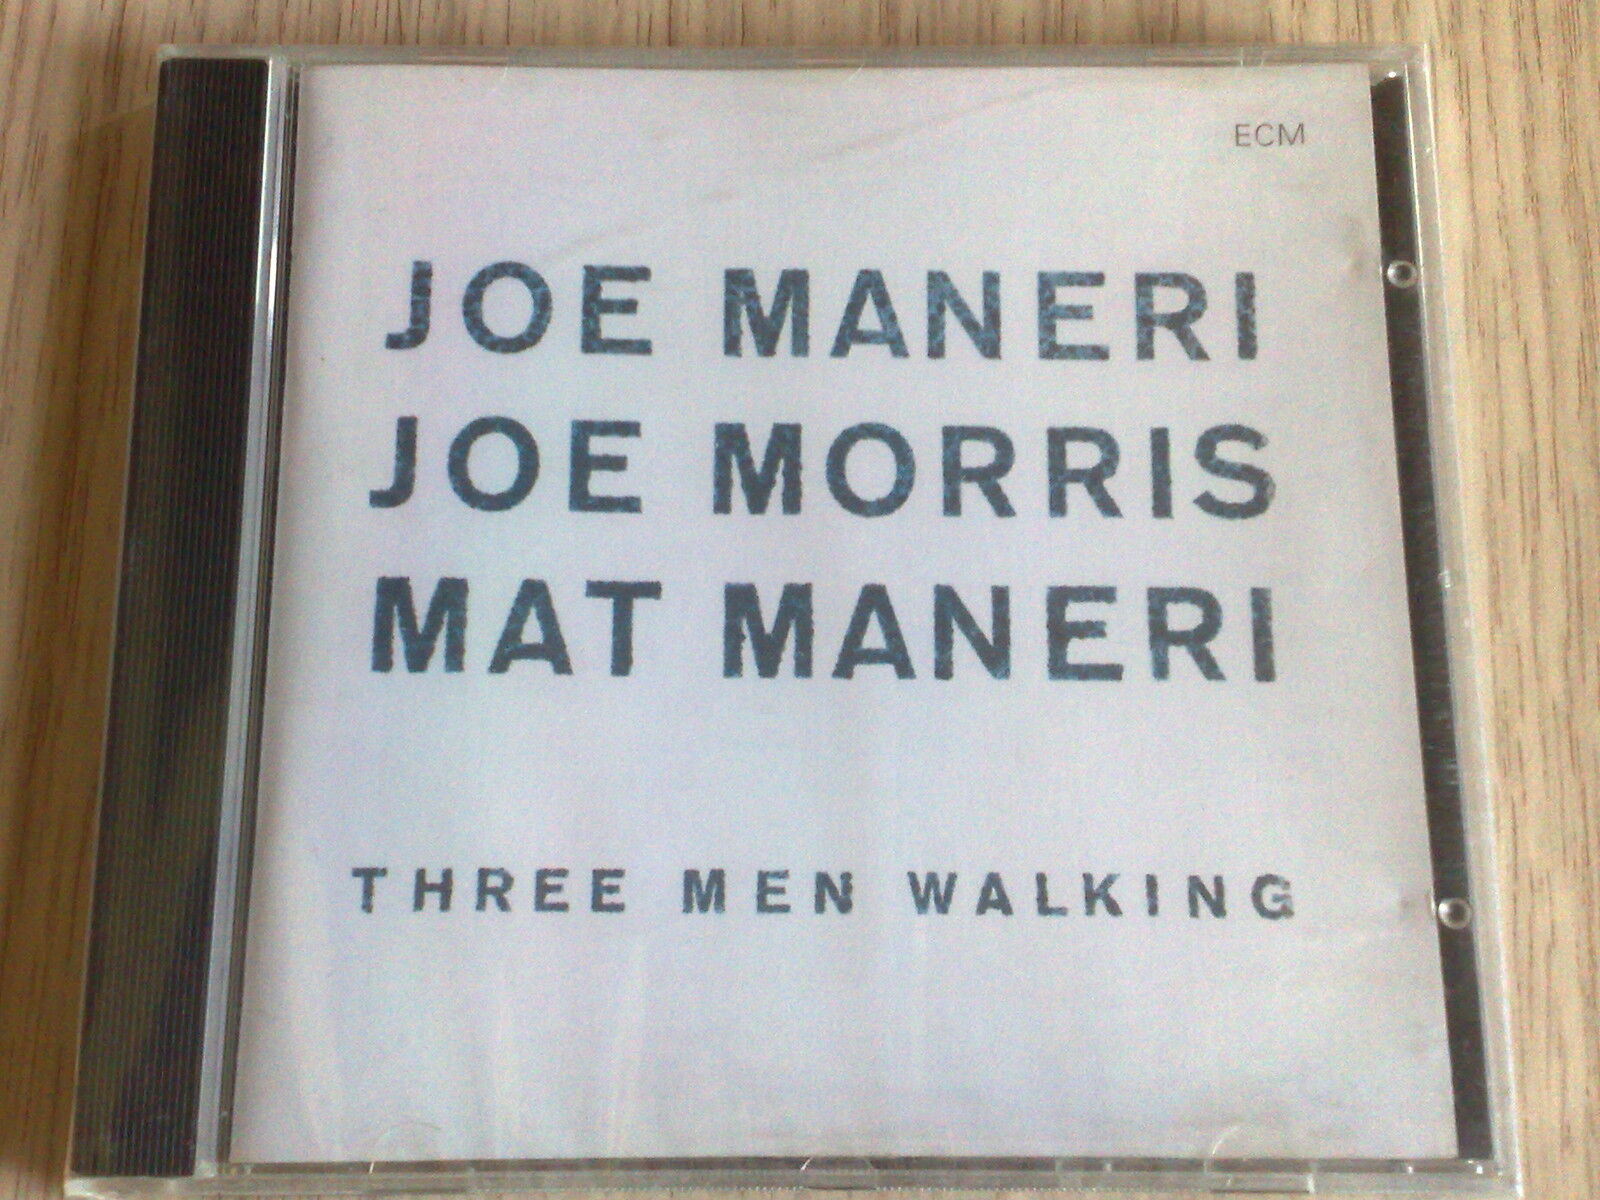 ECM
JOE MANERI
JOE MORRIS
MAT MANERI
THREE MEN WALKING